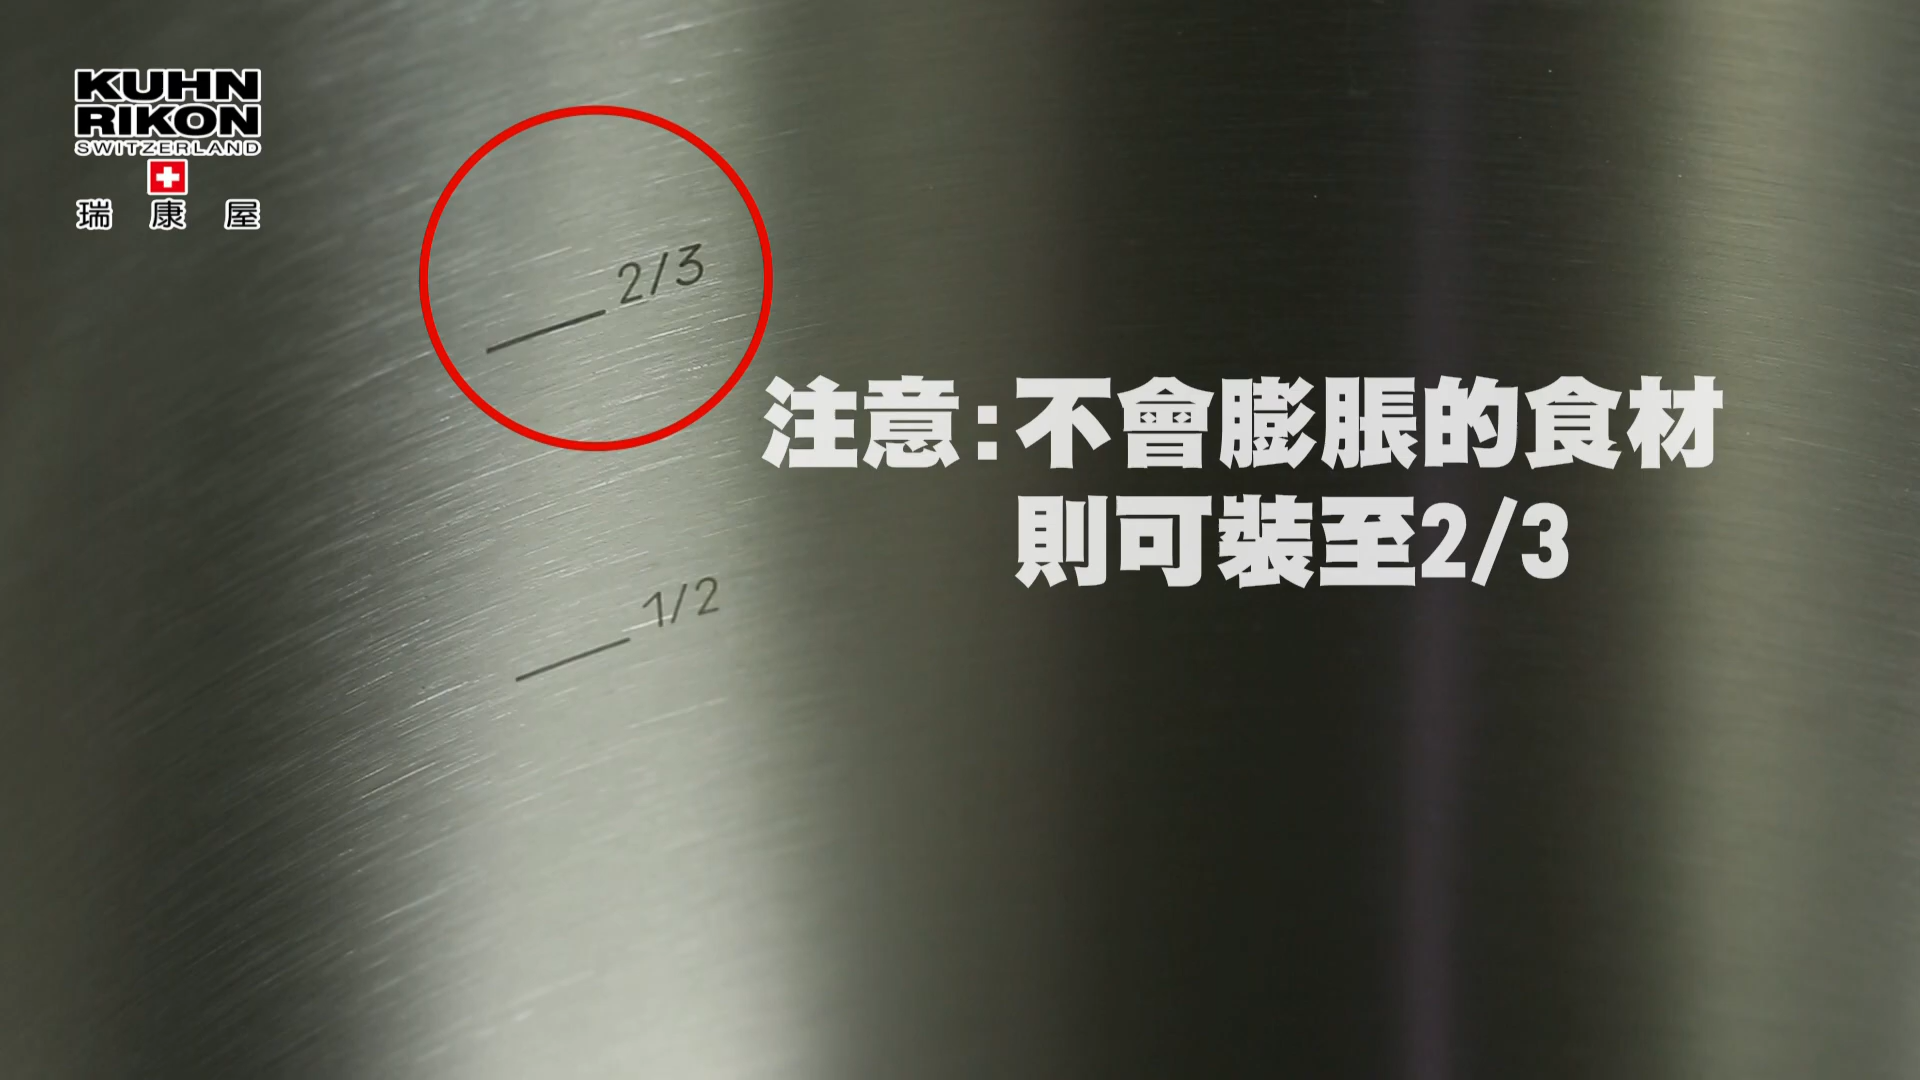 KUHN
RIKON
SWITZERLAND
瑞康屋
2/3
注意:不會膨脹的食材
則可裝至2/3
1/2